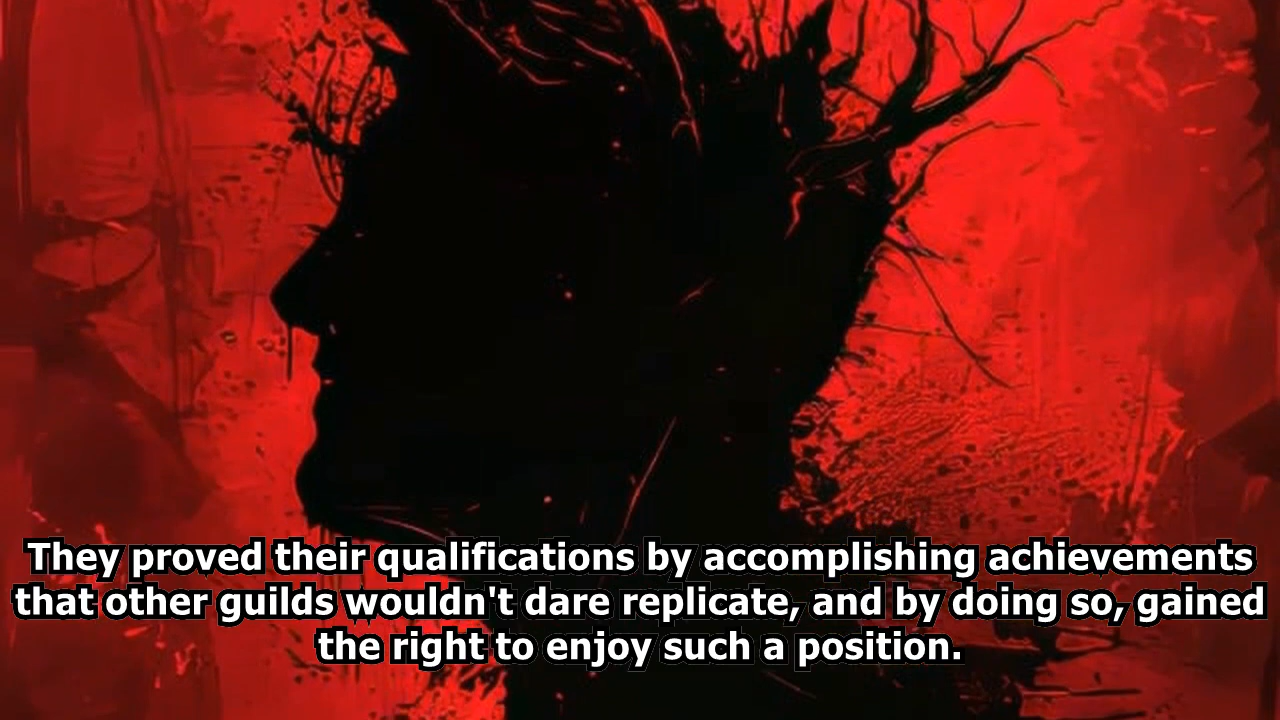 They proved their qualifications by accomplishing achievements
that other guilds wouldn't dare replicate, and by doing so, gained
the right to enjoy such a position.